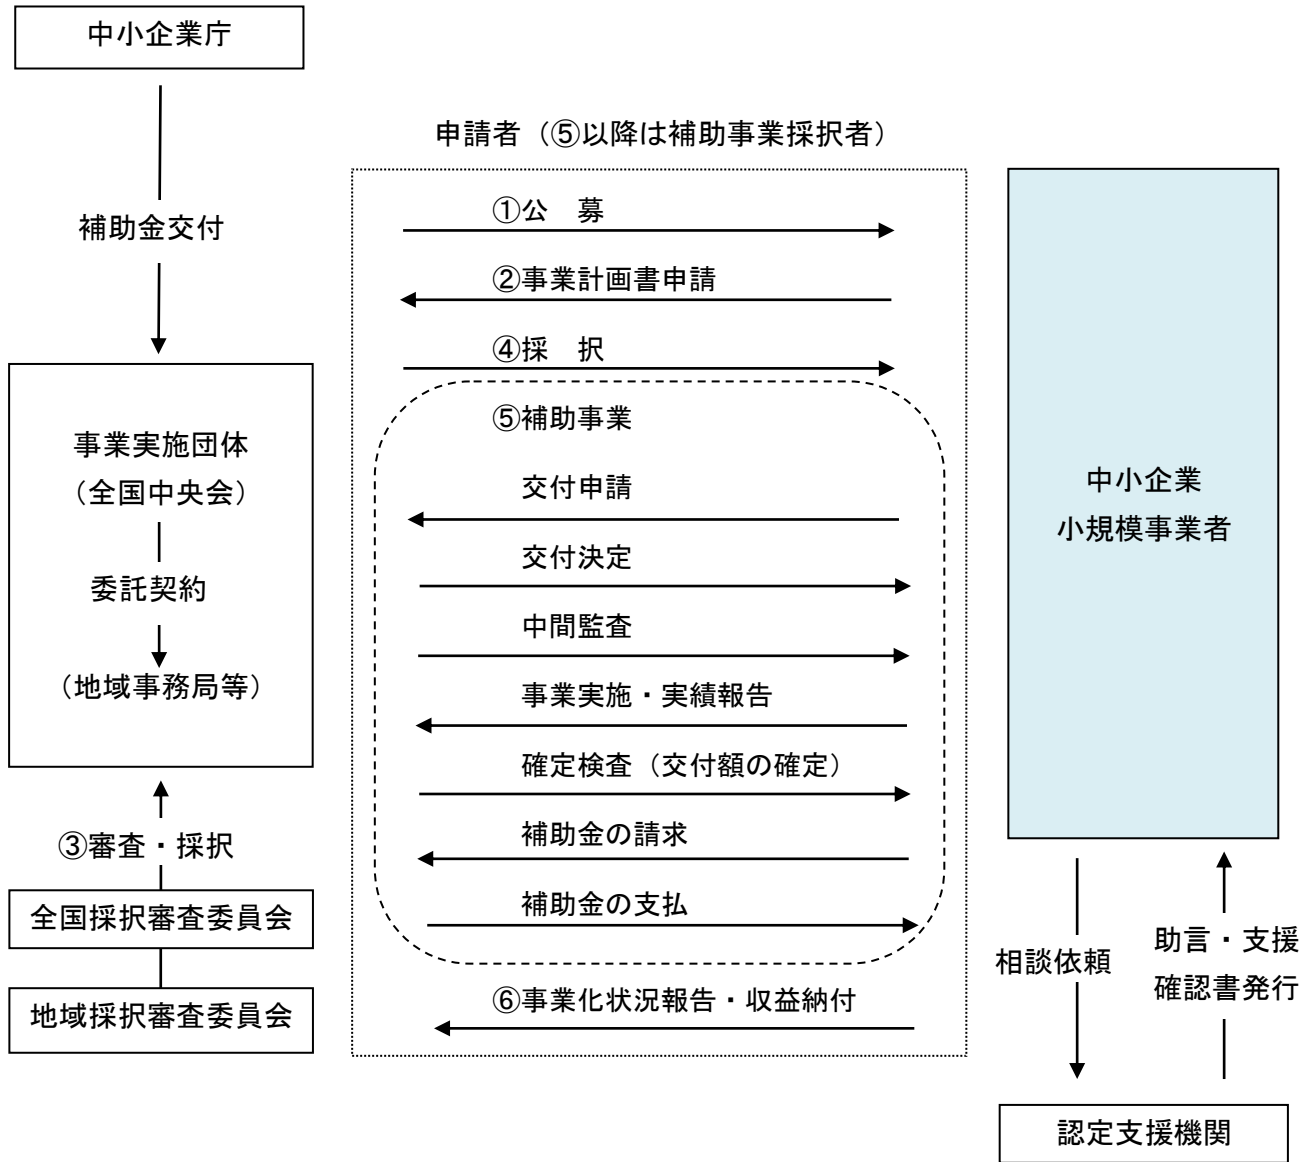 中小企業庁
補助金交付
事業実施団体
（全国中央会）
委託契約
（地域事務局等）
③審査・採択
全国採択審査委員会
地域採択審査委員会
申請者（⑤以降は補助事業採択者）
①公　募
②事業計画書申請
④採　択
⑤補助事業
交付申請
交付決定
中間監査
事業実施・実績報告
確定検査（交付額の確定）
補助金の請求
補助金の支払
⑥事業化状況報告・収益納付
中小企業
小規模事業者
相談依頼
助言・支援
確認書発行
認定支援機関